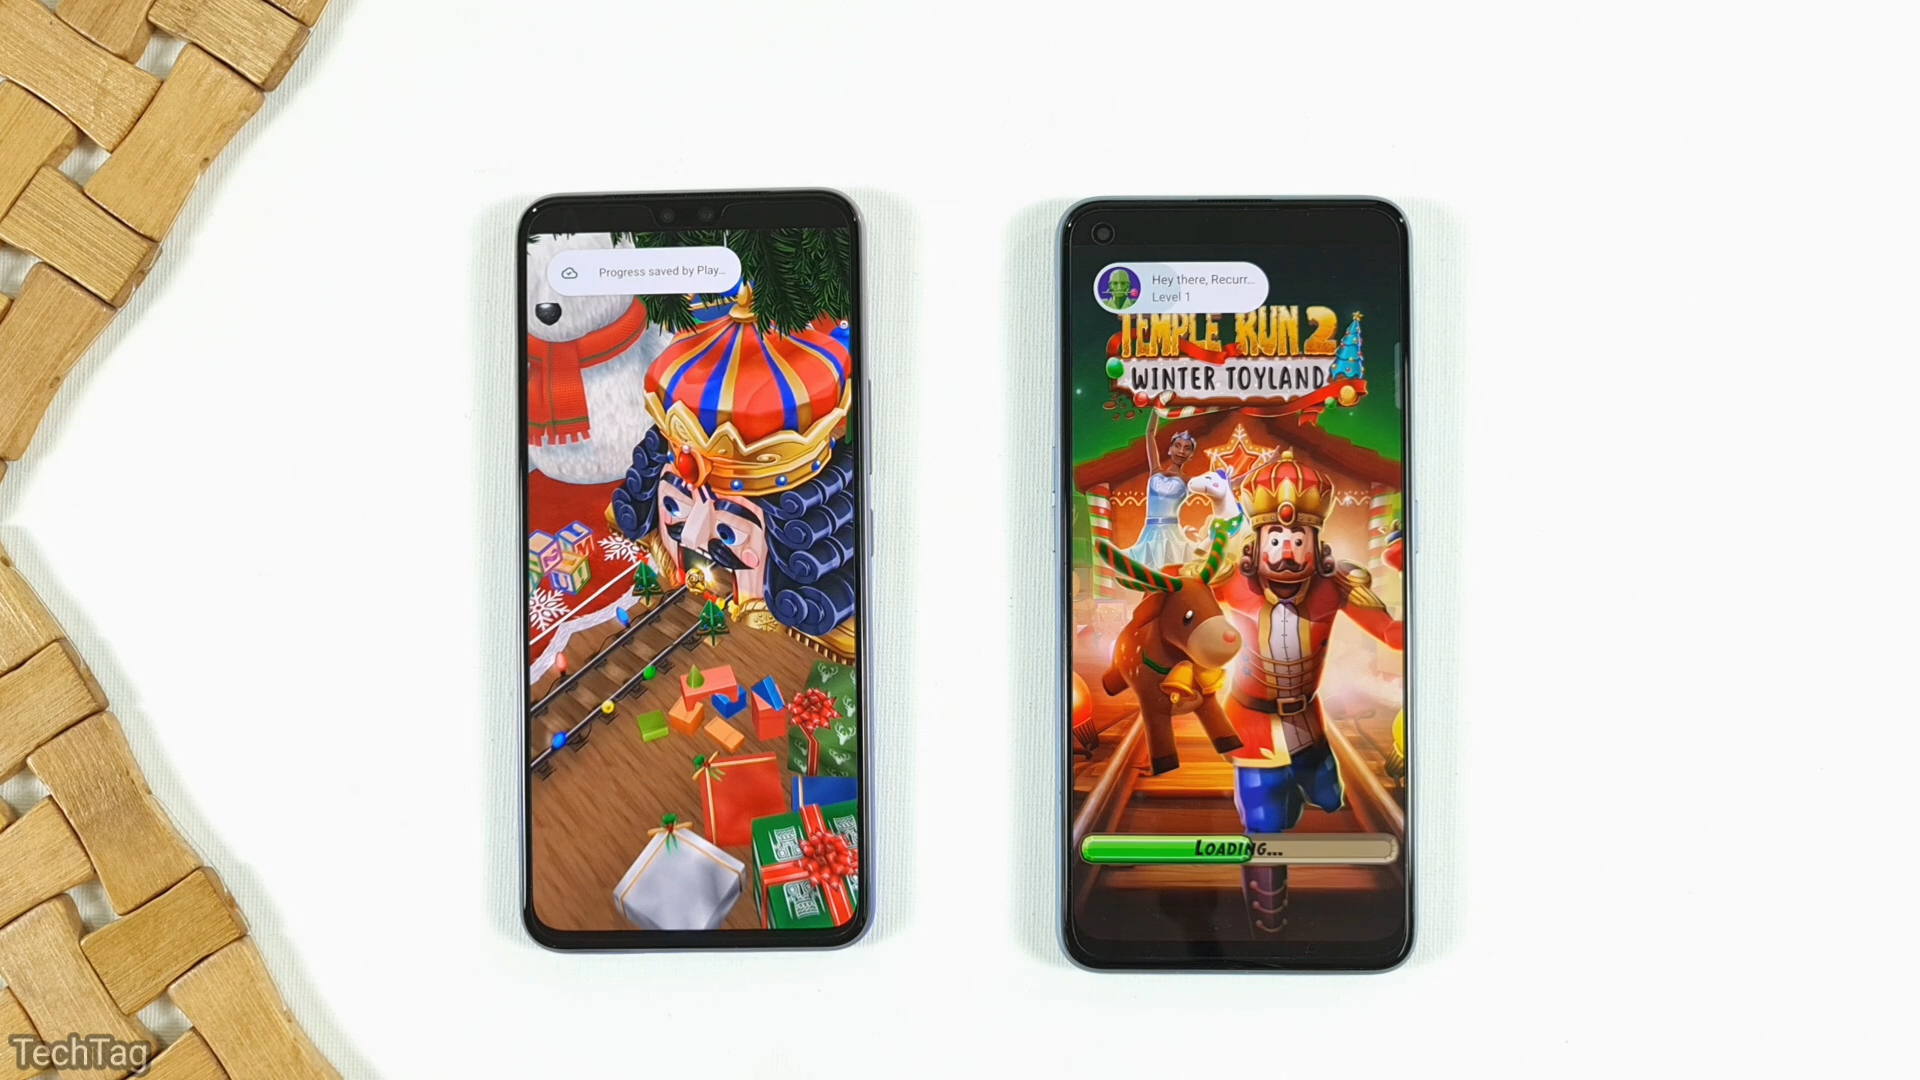 Progress saved by Play...
Hey there, Recurr...
Level 1
TEMPLE RUN 2
WINTER TOYLAND
LOADING...
TechTag